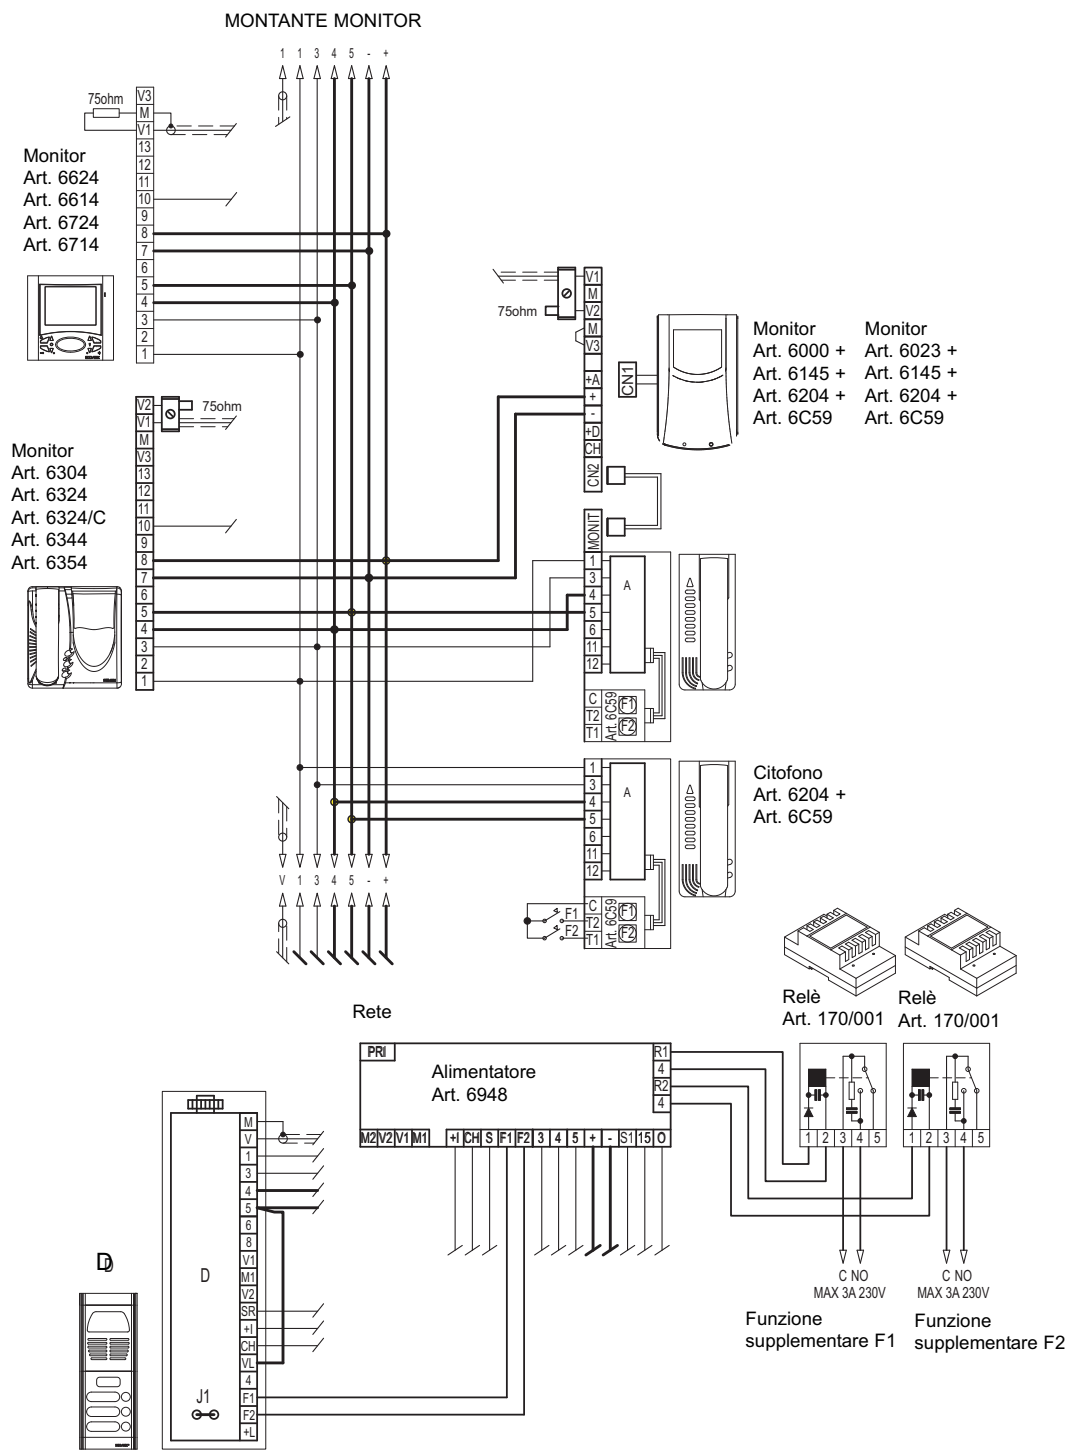 MONTANTE MONITOR
1 1 3 4 5 - +
75ohm
V3
M
V1
13
12
11
10
9
8
7
6
5
4
3
2
1
Monitor
Art. 6624
Art. 6614
Art. 6724
Art. 6714
75ohm
V1
M
V2
M
V3
+A
+
-
+D
CH
CN2
CN1
Monitor
Art. 6000 +
Art. 6145 +
Art. 6204 +
Art. 6C59
Monitor
Art. 6023 +
Art. 6145 +
Art. 6204 +
Art. 6C59
V2
V1
M
V3
13
12
11
10
9
8
7
6
5
4
3
2
1
75ohm
Monitor
Art. 6304
Art. 6324
Art. 6324/C
Art. 6344
Art. 6354
MONIT
1
3
4
5
6
11
12
A
C
T2
T1
Art. 6C59
F1
F2
1
3
4
5
6
11
12
A
C
T2
T1
Art. 6C59
F1
F2
F1
F2
Citofono
Art. 6204 +
Art. 6C59
V 1 3 4 5 - +
Relè
Art. 170/001
Relè
Art. 170/001
Rete
PRI
Alimentatore
Art. 6948
R1
4
R2
4
M2 V2 V1 M1 +I CH S F1 F2 3 4 5 + - S1 15 O
1 2 3 4 5
1 2 3 4 5
C NO
MAX 3A 230V
C NO
MAX 3A 230V
Funzione
supplementare F1
Funzione
supplementare F2
M
V
1
3
4
5
6
8
V1
M1
V2
SR
+I
CH
VL
4
F1
F2
+L
D
J1
D